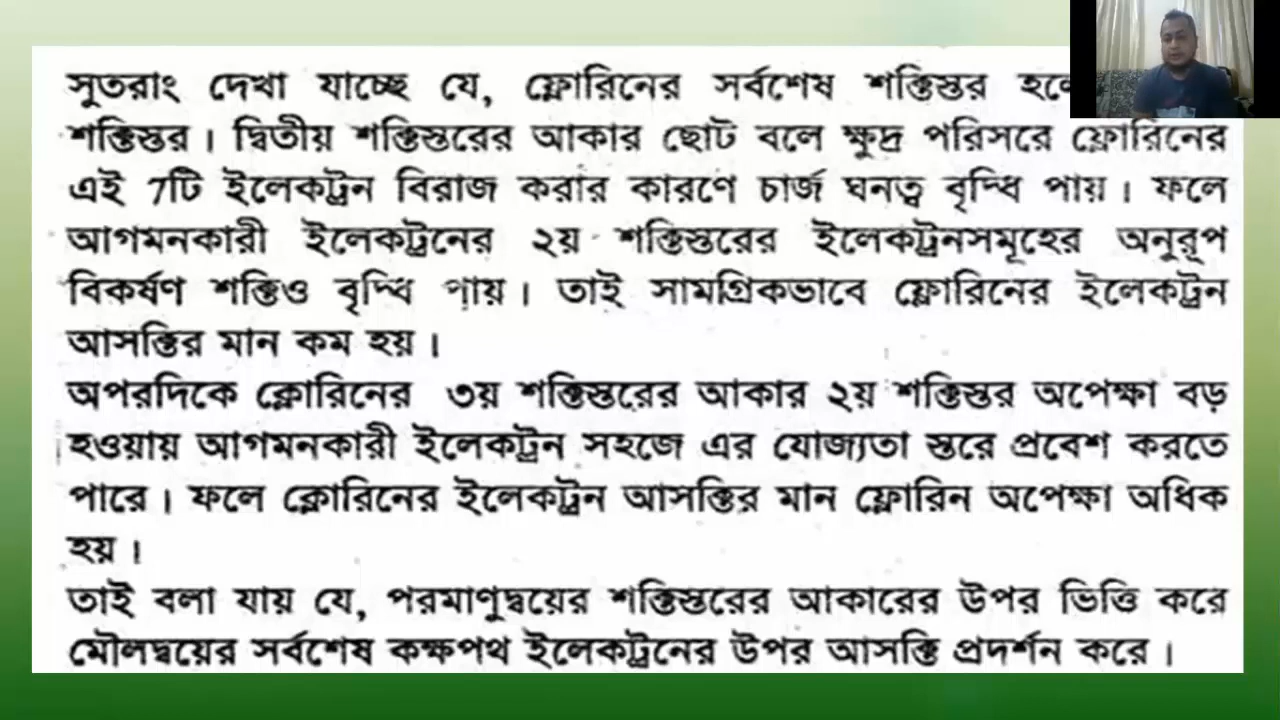 সুতরাং দেখা যাচ্ছে যে, ফ্লোরিনের সর্বশেষ শক্তিস্তর হলো
শক্তিস্তর। দ্বিতীয় শক্তিস্তরের আকার ছোট বলে ক্ষুদ্র পরিসরে ফ্লোরিনের
এই 7টি ইলেকট্রন বিরাজ করার কারণে চার্জ ঘনত্ব বৃদ্ধি পায়। ফলে
আগমনকারী ইলেকট্রনের ২য় শক্তিস্তরের ইলেকট্রনসমূহের অনুরূপ
বিকর্ষণ শক্তিও বৃদ্ধি পায়। তাই সামগ্রিকভাবে ফ্লোরিনের ইলেকট্রন
আসক্তির মান কম হয়।
অপরদিকে ক্লোরিনের ৩য় শক্তিস্তরের আকার ২য় শক্তিস্তর অপেক্ষা বড়
হওয়ায় আগমনকারী ইলেকট্রন সহজে এর যোজ্যতা স্তরে প্রবেশ করতে
পারে। ফলে ক্লোরিনের ইলেকট্রন আসক্তির মান ফ্লোরিন অপেক্ষা অধিক
হয়।
তাই বলা যায় যে, পরমাণুদ্বয়ের শক্তিস্তরের আকারের উপর ভিত্তি করে
মৌলদ্বয়ের সর্বশেষ কক্ষপথ ইলেকট্রনের উপর আসক্তি প্রদর্শন করে।